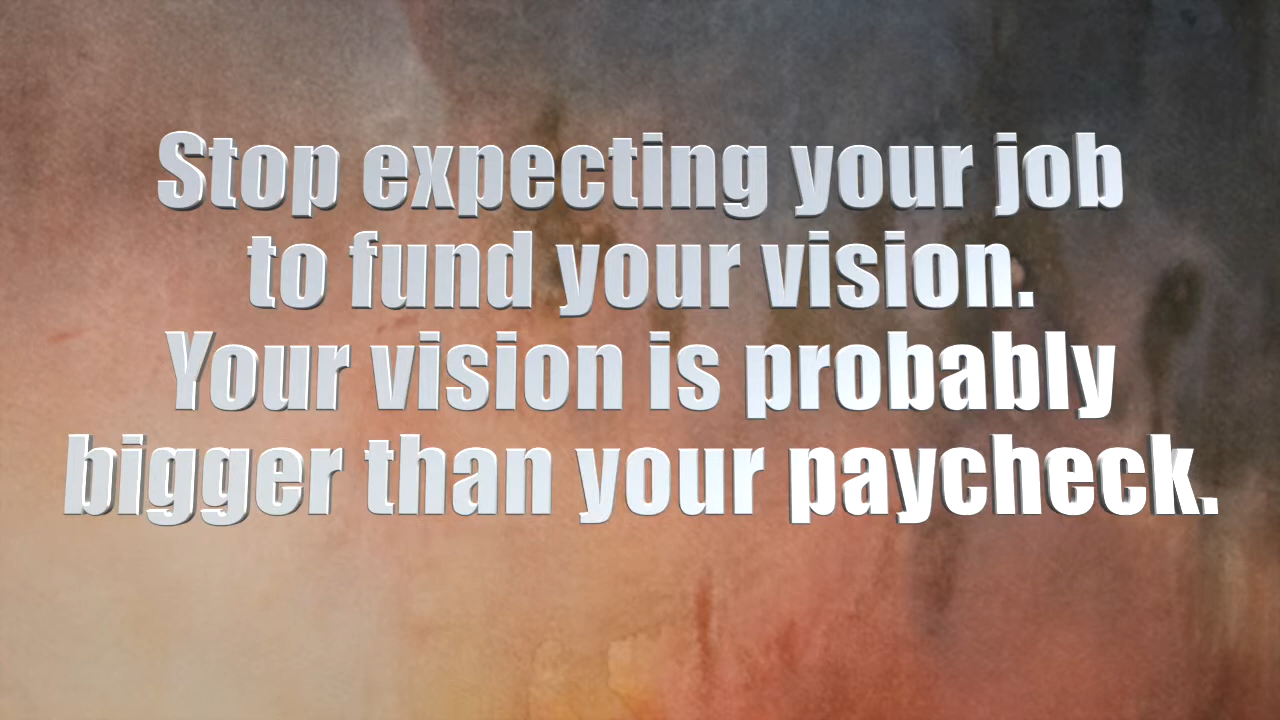 Stop expecting your job
to fund your vision.
Your vision is probably
bigger than your paycheck.